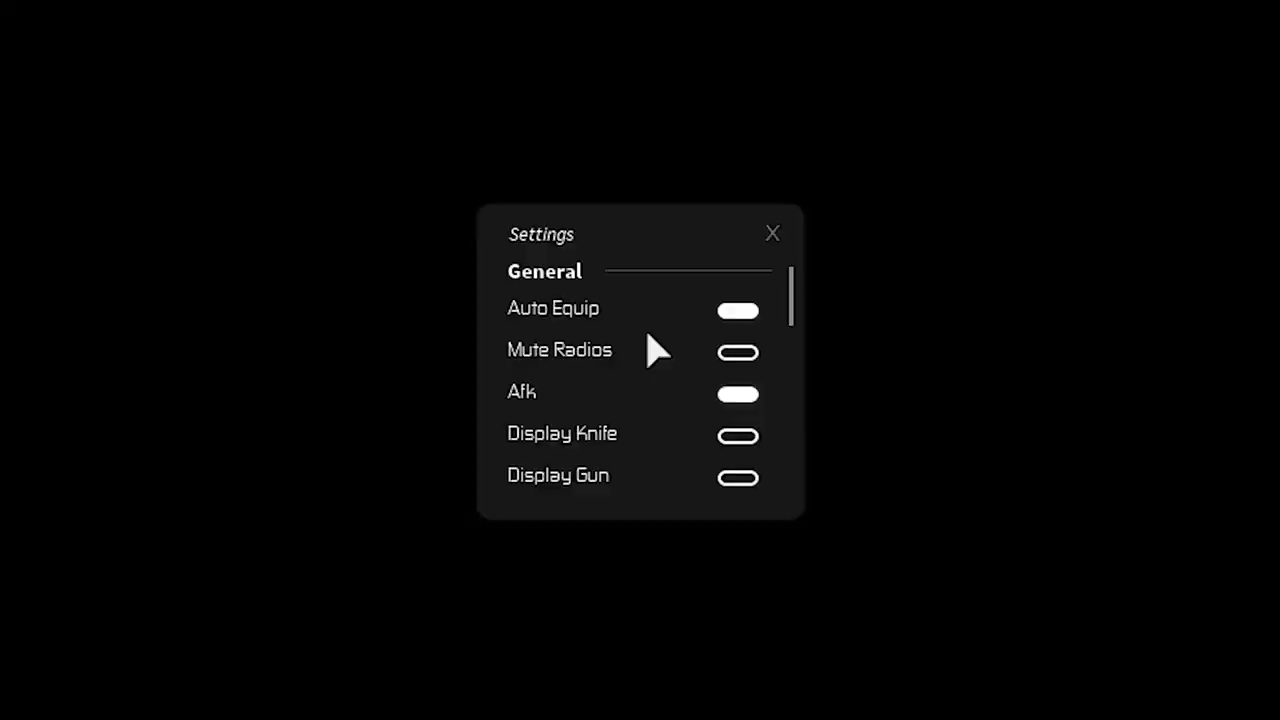 Settings X
General
Auto Equip
Mute Radios
Afk
Display Knife
Display Gun